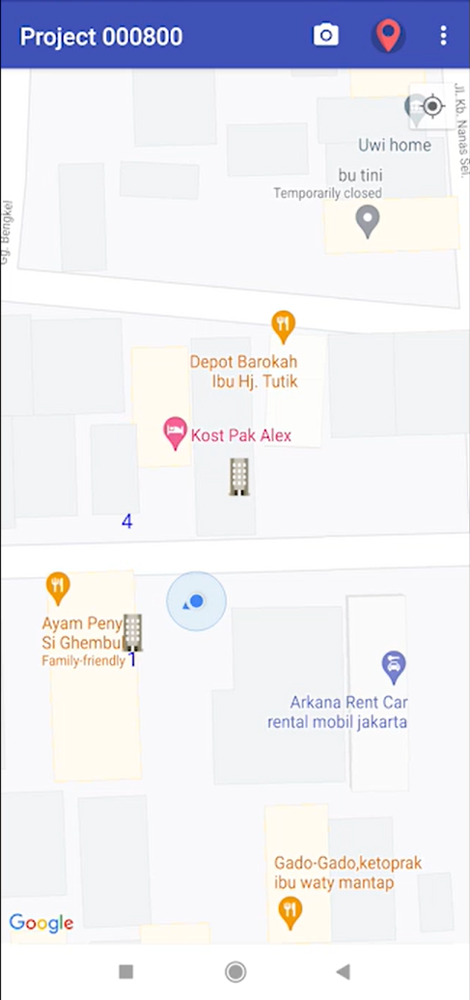 Project 000800
Jl. Kb. Nanas Sel.
Uwi home
bu tini
Temporarily closed
Gg. Bengkel
Depot Barokah
Ibu Hj. Tutik
Kost Pak Alex
4
Ayam Peny
Si Ghembul
Family-friendly
1
Arkana Rent Car
rental mobil jakarta
Gado-Gado,ketoprak
ibu waty mantap
Google